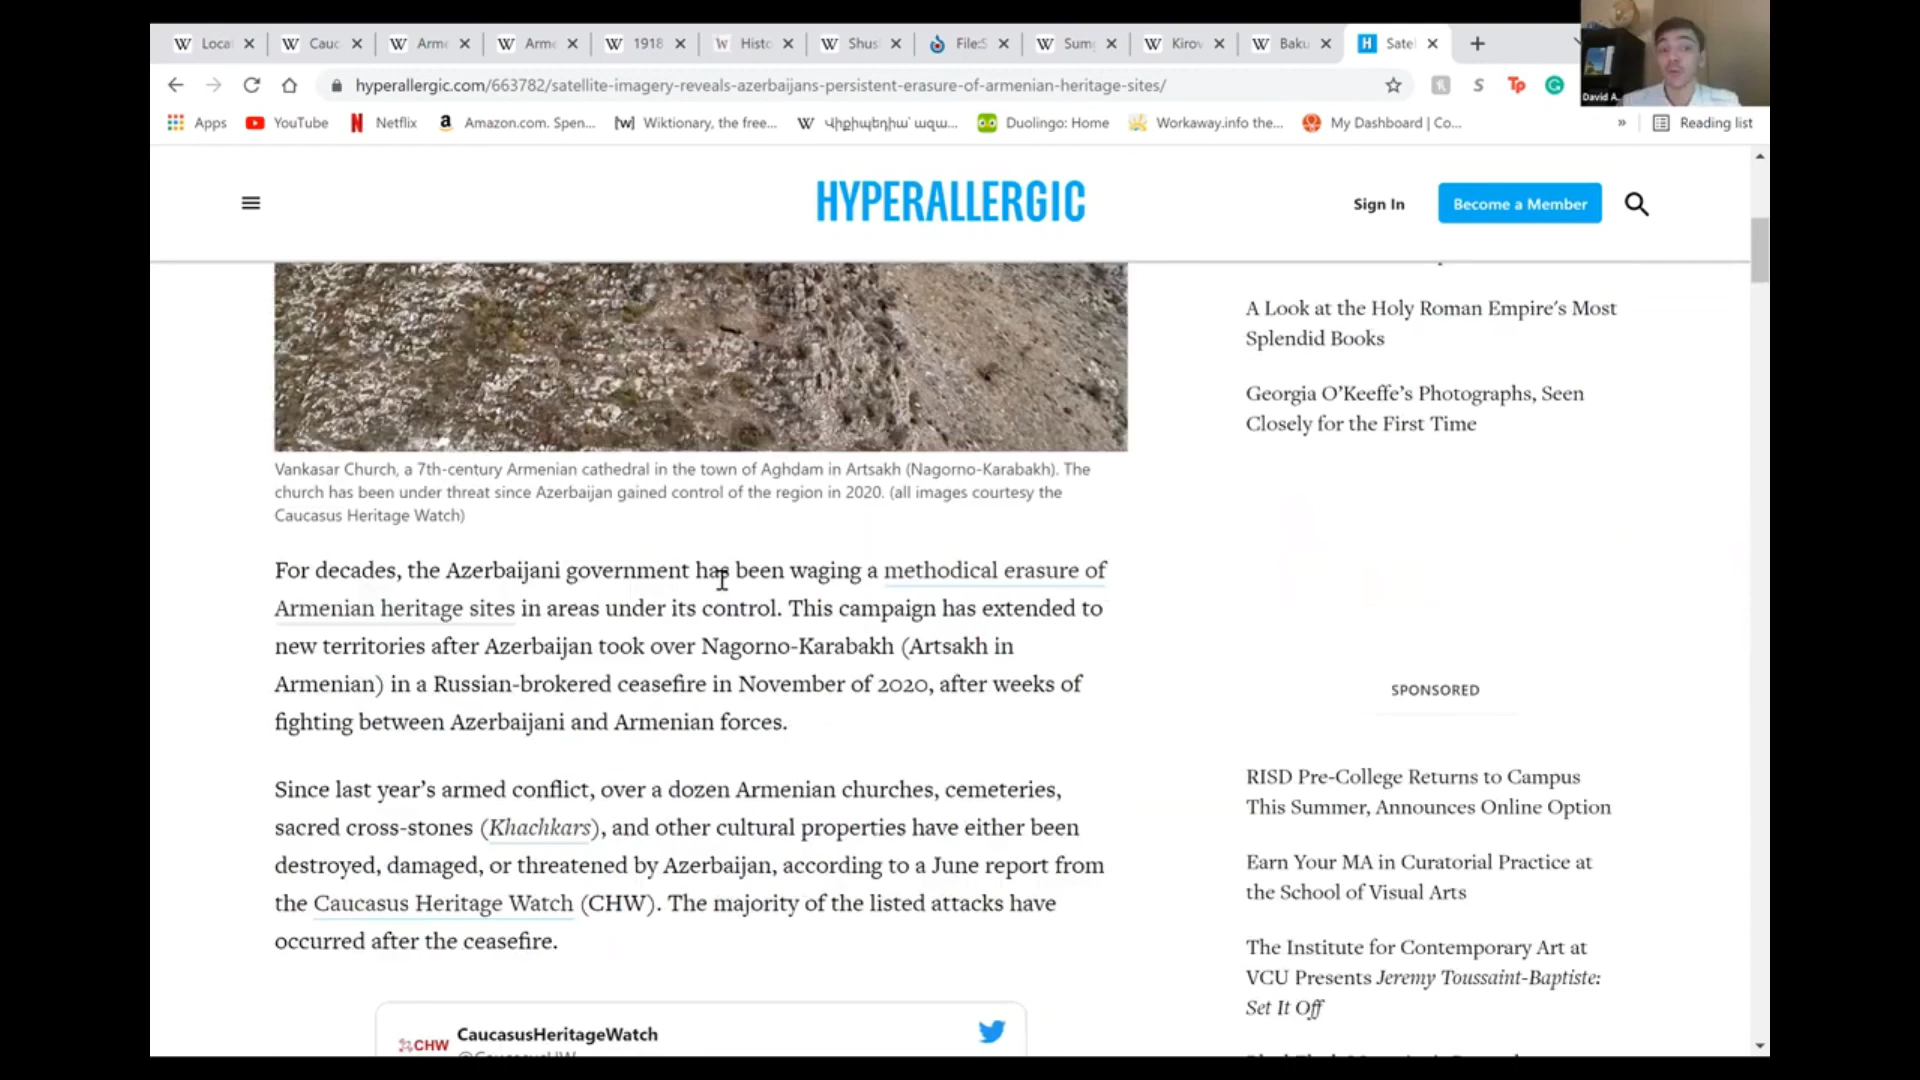 Loca
Cauc
Arme
Arme
1918
Histo
Shus
File:S
Sumg
Kirov
Baku
Satel
hyperallergic.com/663782/satellite-imagery-reveals-azerbaijans-persistent-erasure-of-armenian-heritage-sites/
David A.
Apps
YouTube
Netflix
Amazon.com. Spen...
Wiktionary, the free...
Վիքիպեդիա՝ ազա...
Duolingo: Home
Workaway.info the...
My Dashboard | Co...
»
Reading list
HYPERALLERGIC
Sign In
Become a Member
Vankasar Church, a 7th-century Armenian cathedral in the town of Aghdam in Artsakh (Nagorno-Karabakh). The
church has been under threat since Azerbaijan gained control of the region in 2020. (all images courtesy the
Caucasus Heritage Watch)
For decades, the Azerbaijani government has been waging a methodical erasure of
Armenian heritage sites in areas under its control. This campaign has extended to
new territories after Azerbaijan took over Nagorno-Karabakh (Artsakh in
Armenian) in a Russian-brokered ceasefire in November of 2020, after weeks of
fighting between Azerbaijani and Armenian forces.
Since last year's armed conflict, over a dozen Armenian churches, cemeteries,
sacred cross-stones (Khachkars), and other cultural properties have either been
destroyed, damaged, or threatened by Azerbaijan, according to a June report from
the Caucasus Heritage Watch (CHW). The majority of the listed attacks have
occurred after the ceasefire.
CHW
CaucasusHeritageWatch
A Look at the Holy Roman Empire's Most
Splendid Books
Georgia O'Keeffe's Photographs, Seen
Closely for the First Time
SPONSORED
RISD Pre-College Returns to Campus
This Summer, Announces Online Option
Earn Your MA in Curatorial Practice at
the School of Visual Arts
The Institute for Contemporary Art at
VCU Presents Jeremy Toussaint-Baptiste:
Set It Off